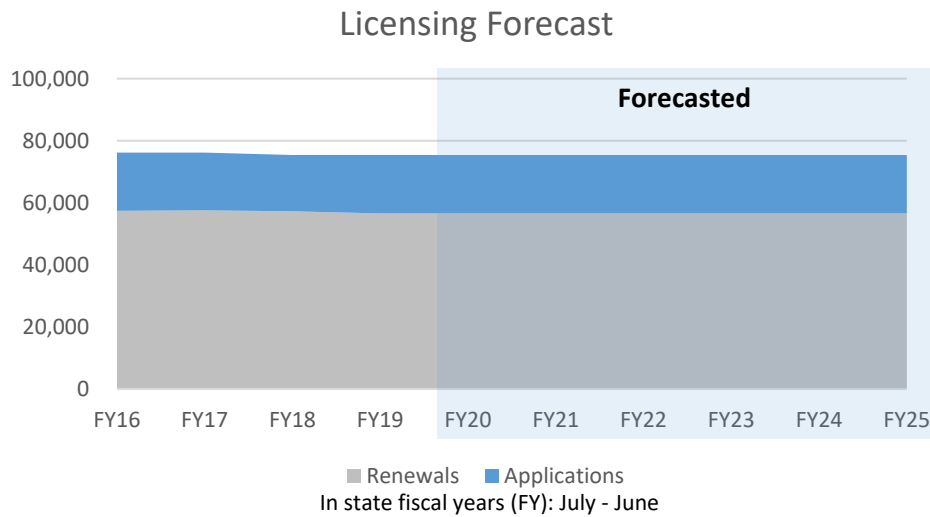 Licensing Forecast
100,000
Forecasted
80,000
60,000
40,000
20,000
0
FY16 FY17 FY18 FY19 FY20 FY21 FY22 FY23 FY24 FY25
Renewals Applications
In state fiscal years (FY): July - June